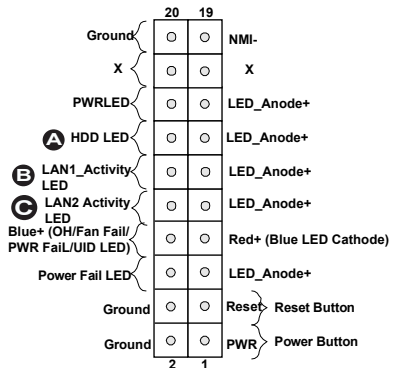 20 19
Ground NMI-
X X
PWRLED LED_Anode+
A HDD LED LED_Anode+
B LAN1_Activity LED LED_Anode+
C LAN2 Activity LED LED_Anode+
Blue+ (OH/Fan Fail/
PWR FaiL/UID LED) Red+ (Blue LED Cathode)
Power Fail LED LED_Anode+
Ground Reset Reset Button
Ground PWR Power Button
2 1